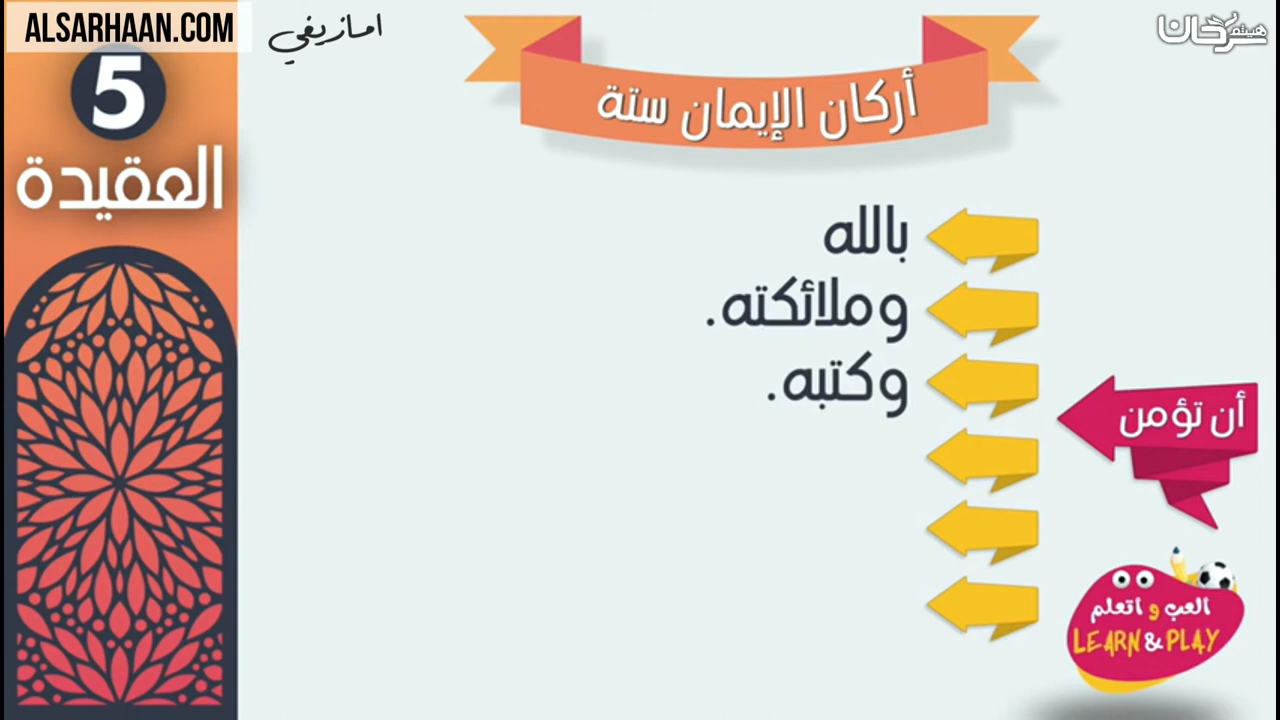 ALSARHAAN.COM
امازيغي
هيثم سرحان
5
العقيدة
أركان الإيمان ستة
بالله
وملائكته.
وكتبه.
أن تؤمن
العب و اتعلم
LEARN & PLAY